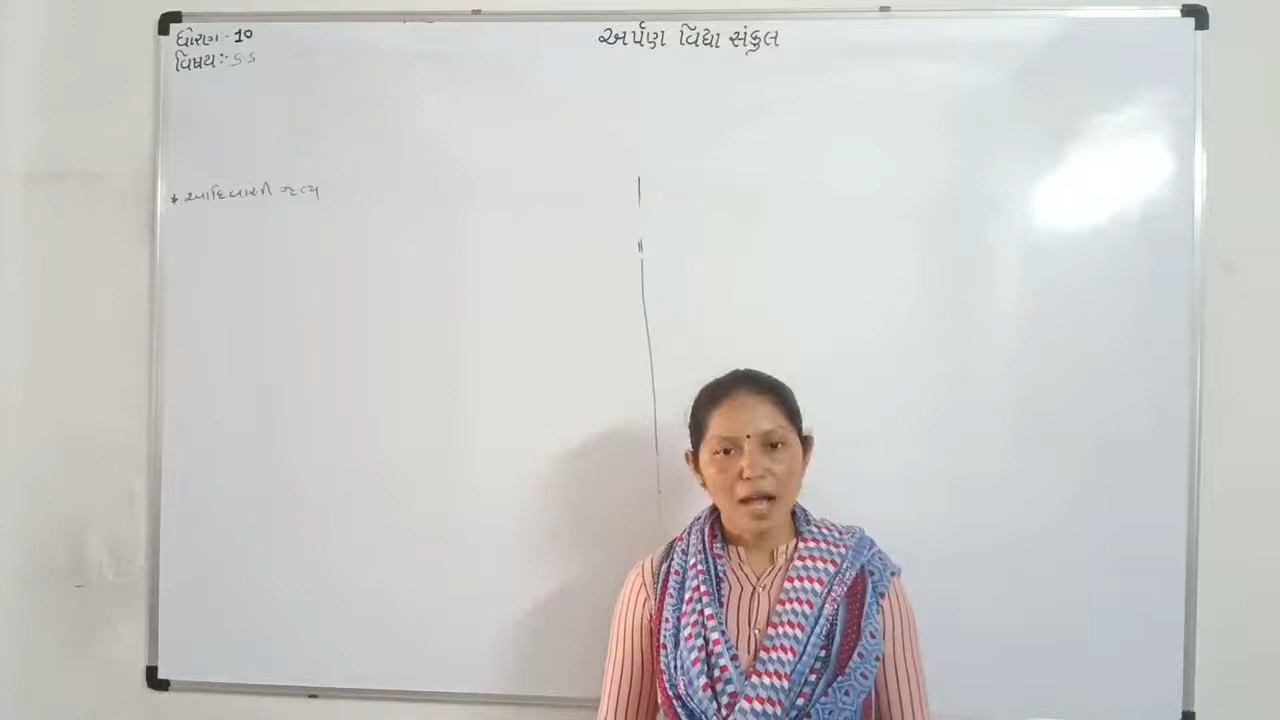 ધોરણ:- 10
અર્પણ વિદ્યા સંકુલ
વિષય:- S S
* આદિવાસી નૃત્ય